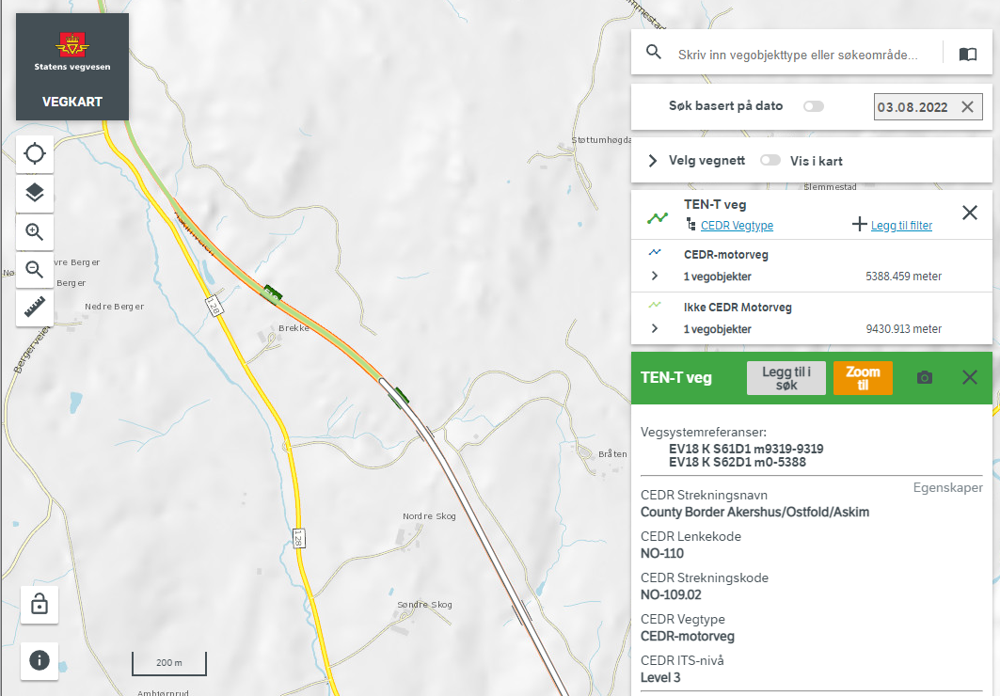 Statens vegvesen
VEGKART
Skriv inn vegobjekttype eller søkeområde...
Søk basert på dato
03.08.2022
Velg vegnett
Vis i kart
TEN-T veg
CEDR Vegtype
Legg til filter
CEDR-motorveg
1 vegobjekter
5388.459 meter
Ikke CEDR Motorveg
1 vegobjekter
9430.913 meter
TEN-T veg
Legg til i
søk
Zoom
til
Vegsystemreferanser:
EV18 K S61D1 m9319-9319
EV18 K S62D1 m0-5388
Egenskaper
CEDR Strekningsnavn
County Border Akershus/Ostfold/Askim
CEDR Lenkekode
NO-110
CEDR Strekningskode
NO-109.02
CEDR Vegtype
CEDR-motorveg
CEDR ITS-nivå
Level 3
Støttumhøgda
Slemmestad
vre Berger
Berger
Nedre Berger
Bergerveien
128
Brekke
Bråten
Nordre Skog
128
Søndre Skog
200 m
Ambjørnrud